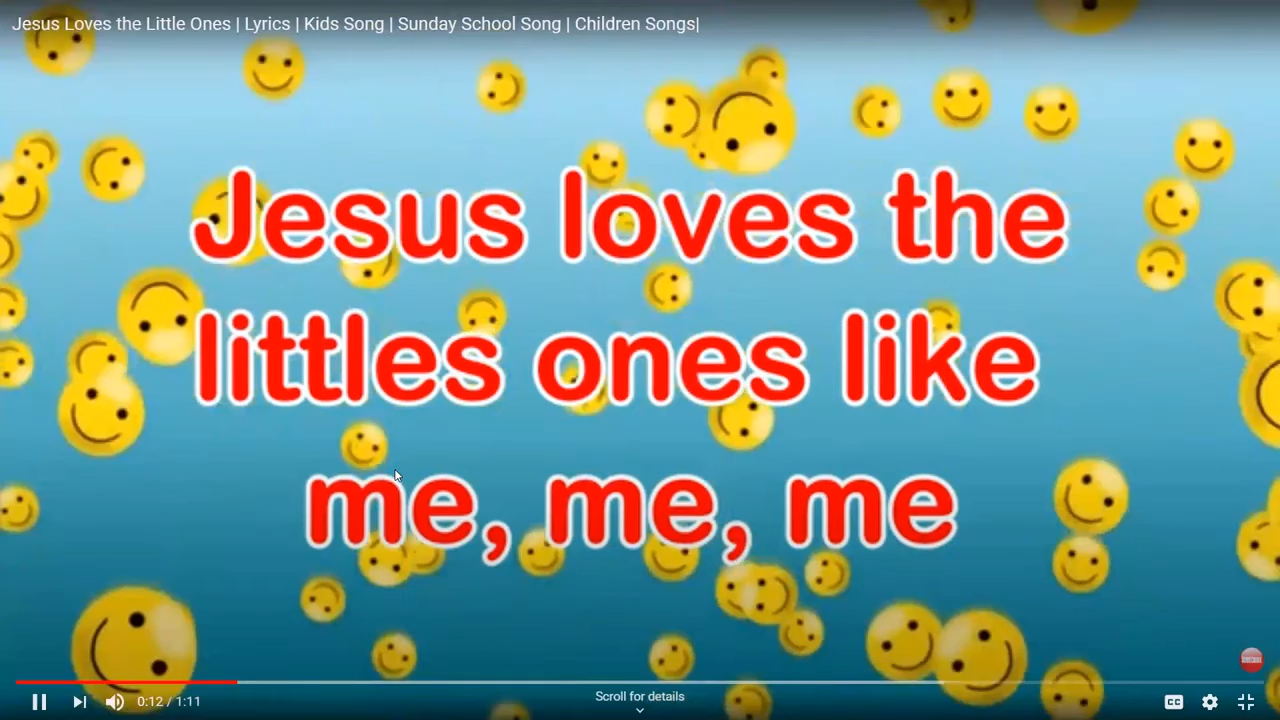 Jesus Loves the Little Ones | Lyrics | Kids Song | Sunday School Song | Children Songs|
Jesus loves the
littles ones like
me, me, me
0:12 / 1:11
Scroll for details
CC